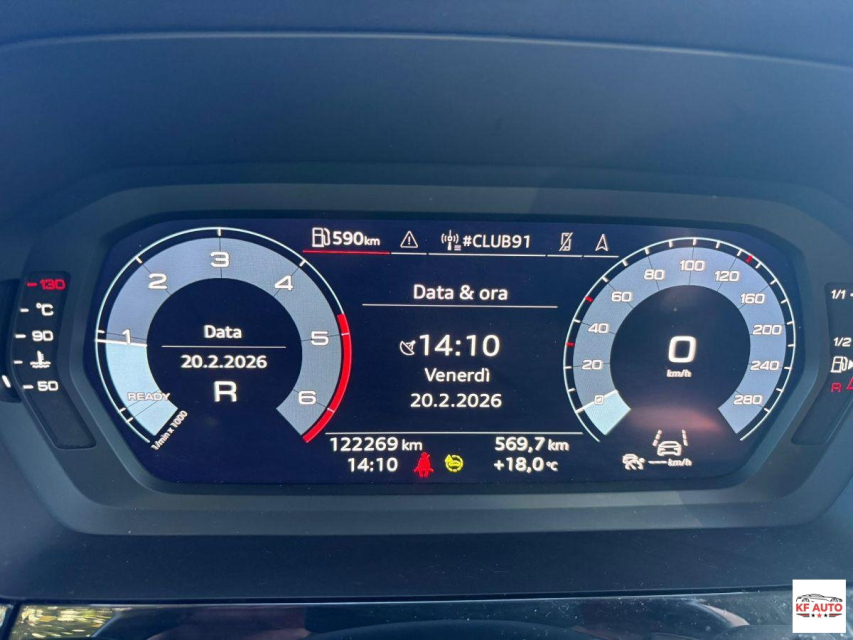 590km
#CLUB91
Data & ora
14:10
Venerdì
20.2.2026
122269 km
569,7 km
14:10
+18,0°C
Data
20.2.2026
R
READY
1 2 3 4 5 6
1/min x 1000
130
°C
90
50
0 20 40 60 80 100 120 160 200 240 280
0
km/h
---km/h
1/1
1/2
R
KF AUTO